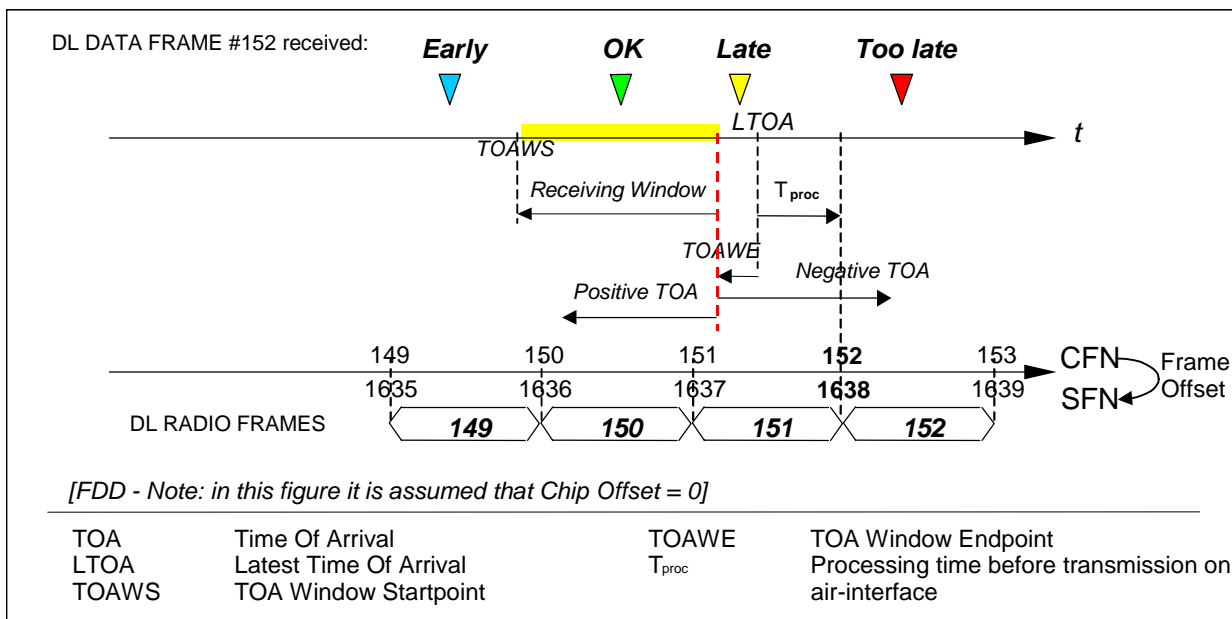 DL DATA FRAME #152 received:
Early OK Late Too late
LTOA
t
TOAWS
Receiving Window
Tproc
TOAWE
Negative TOA
Positive TOA
149 150 151 152 153 CFN
1635 1636 1637 1638 1639 SFN
Frame
Offset
DL RADIO FRAMES 149 150 151 152
[FDD - Note: in this figure it is assumed that Chip Offset = 0]
TOA Time Of Arrival TOAWE TOA Window Endpoint
LTOA Latest Time Of Arrival Tproc Processing time before transmission on
TOAWS TOA Window Startpoint air-interface